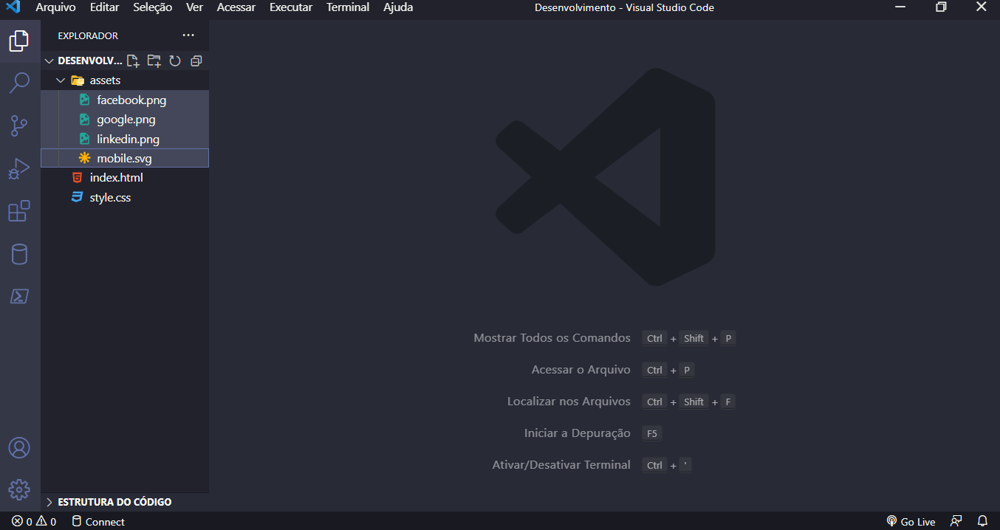 Arquivo Editar Seleção Ver Acessar Executar Terminal Ajuda Desenvolvimento - Visual Studio Code
EXPLORADOR
DESENVOLV...
assets
facebook.png
google.png
linkedin.png
mobile.svg
index.html
style.css
Mostrar Todos os Comandos Ctrl + Shift + P
Acessar o Arquivo Ctrl + P
Localizar nos Arquivos Ctrl + Shift + F
Iniciar a Depuração F5
Ativar/Desativar Terminal Ctrl + '
ESTRUTURA DO CÓDIGO
0 0 Connect Go Live